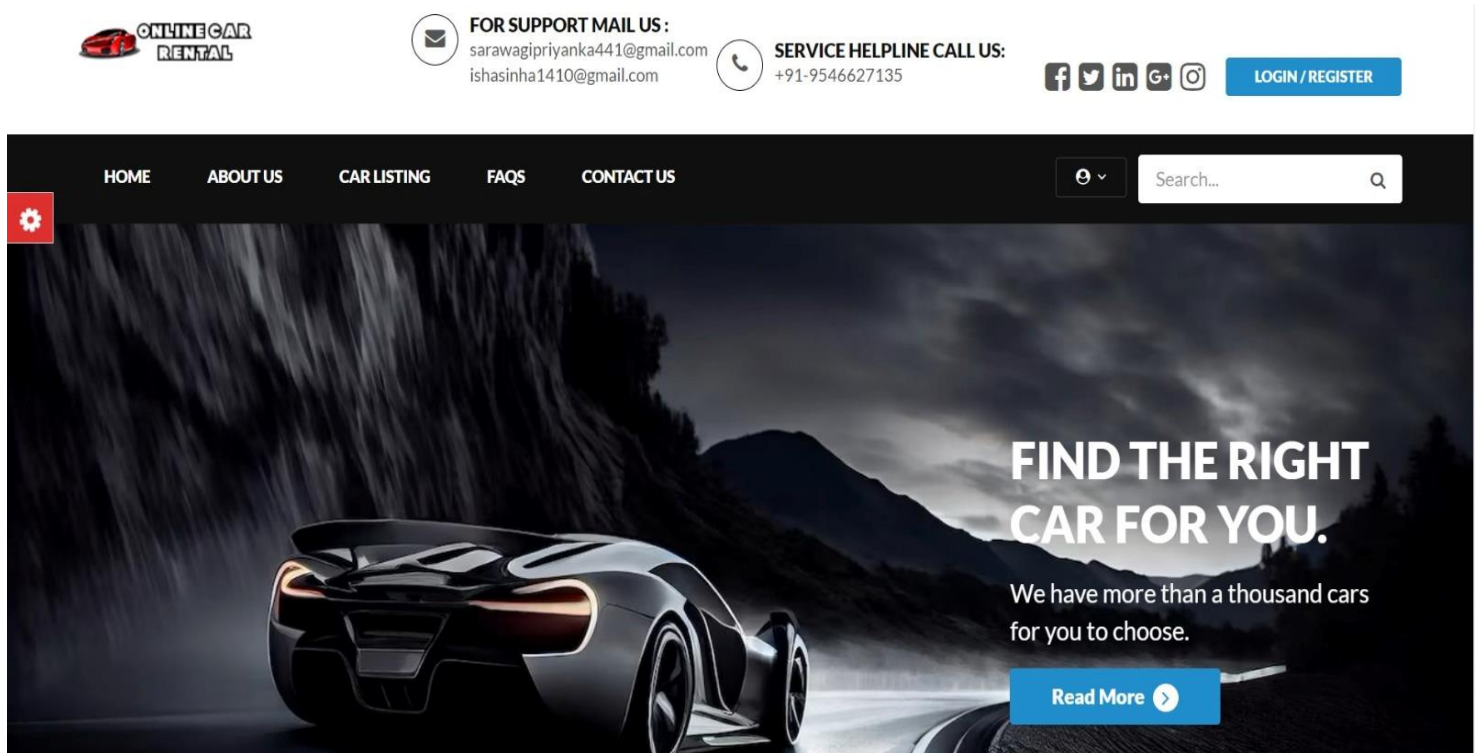 ONLINE CAR
RENTAL
FOR SUPPORT MAIL US :
sarawagipriyanka441@gmail.com
ishasinha1410@gmail.com
SERVICE HELPLINE CALL US:
+91-9546627135
LOGIN / REGISTER
HOME ABOUT US CAR LISTING FAQS CONTACT US
Search...
FIND THE RIGHT
CAR FOR YOU.
We have more than a thousand cars
for you to choose.
Read More